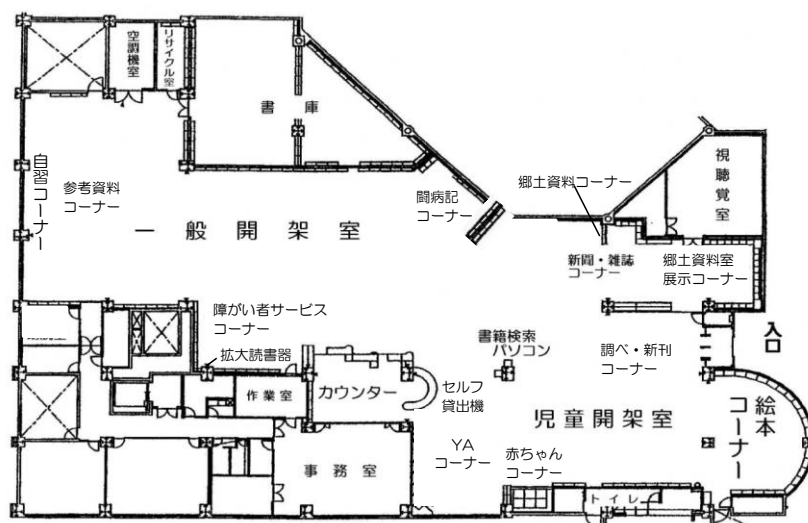 空調機室
リサイクル室
書庫
自習コーナー
参考資料
コーナー
一般開架室
闘病記
コーナー
郷土資料コーナー
視聴覚室
新聞・雑誌
コーナー
郷土資料室
展示コーナー
障がい者サービス
コーナー
拡大読書器
書籍検索
パソコン
調べ・新刊
コーナー
入口
作業室
カウンター
セルフ
貸出機
児童開架室
絵本
コーナー
YA
コーナー
赤ちゃん
コーナー
事務室
トイレ